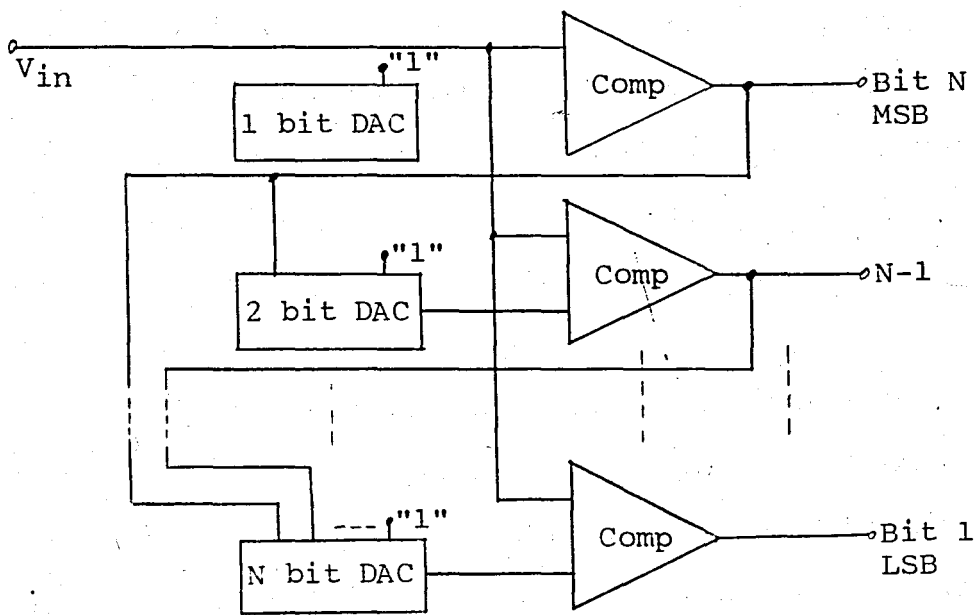 Vin
"1"
1 bit DAC
Comp
Bit N
MSB
"1"
2 bit DAC
Comp
N-1
"1"
N bit DAC
Comp
Bit 1
LSB